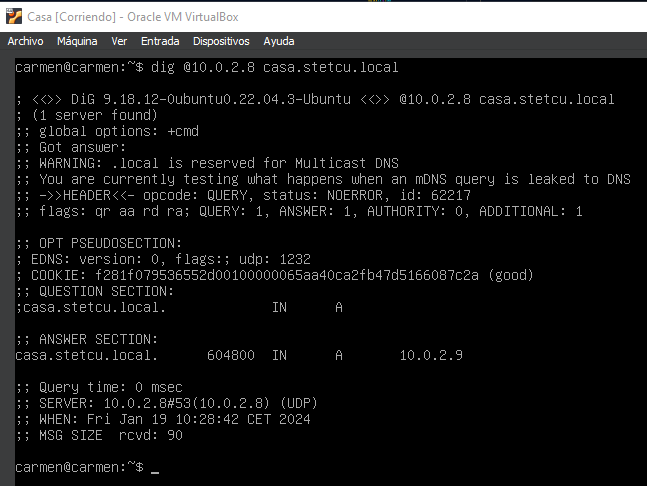 Casa [Corriendo] - Oracle VM VirtualBox
Archivo Máquina Ver Entrada Dispositivos Ayuda
carmen@carmen:~$ dig @10.0.2.8 casa.stetcu.local
; <<>> DiG 9.18.12-0ubuntu0.22.04.3-Ubuntu <<>> @10.0.2.8 casa.stetcu.local
; (1 server found)
;; global options: +cmd
;; Got answer:
;; WARNING: .local is reserved for Multicast DNS
;; You are currently testing what happens when an mDNS query is leaked to DNS
;; ->>HEADER<<- opcode: QUERY, status: NOERROR, id: 62217
;; flags: qr aa rd ra; QUERY: 1, ANSWER: 1, AUTHORITY: 0, ADDITIONAL: 1
;; OPT PSEUDOSECTION:
; EDNS: version: 0, flags:; udp: 1232
; COOKIE: f281f079536552d00100000065aa40ca2fb47d5166087c2a (good)
;; QUESTION SECTION:
;casa.stetcu.local. IN A
;; ANSWER SECTION:
casa.stetcu.local. 604800 IN A 10.0.2.9
;; Query time: 0 msec
;; SERVER: 10.0.2.8#53(10.0.2.8) (UDP)
;; WHEN: Fri Jan 19 10:28:42 CET 2024
;; MSG SIZE rcvd: 90
carmen@carmen:~$ _